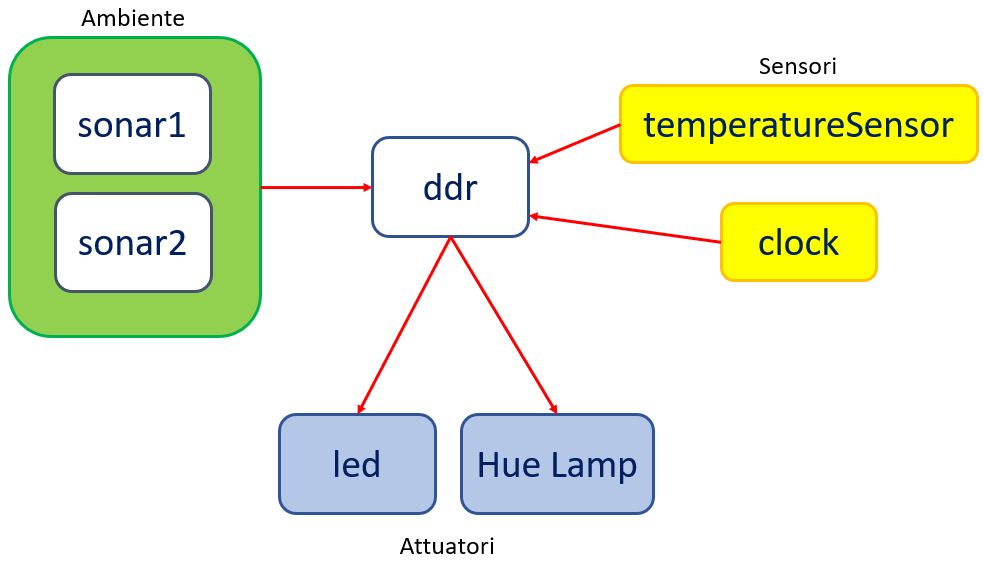 Ambiente
sonar1
sonar2
ddr
Sensori
temperatureSensor
clock
led
Hue Lamp
Attuatori